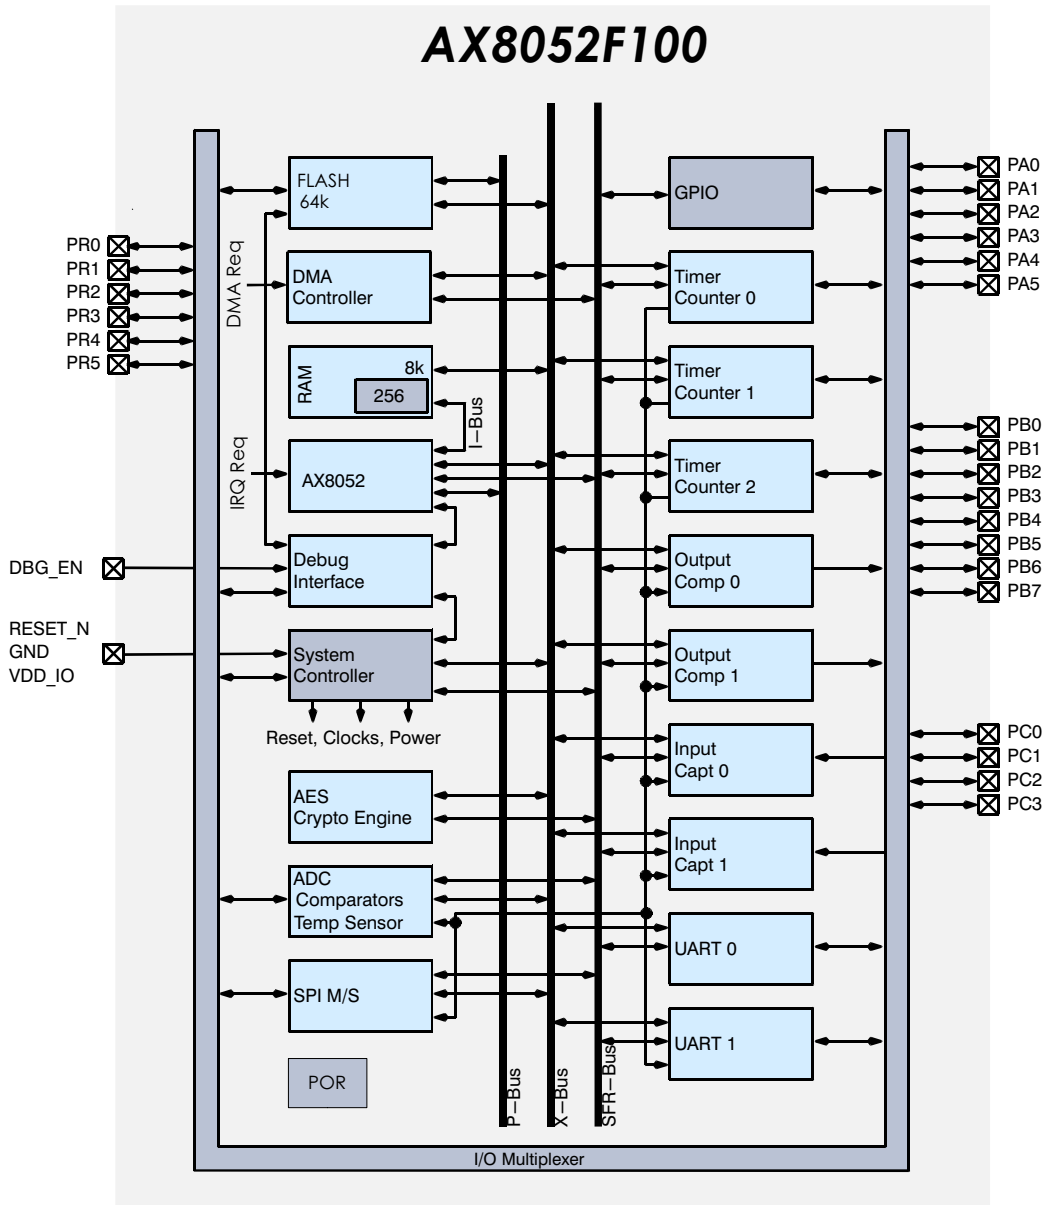 AX8052F100
FLASH
64k
DMA Req
DMA
Controller
RAM
8k
256
I–Bus
IRQ Req
AX8052
Debug
Interface
System
Controller
Reset, Clocks, Power
AES
Crypto Engine
ADC
Comparators
Temp Sensor
SPI M/S
POR
PR0
PR1
PR2
PR3
PR4
PR5
DBG_EN
RESET_N
GND
VDD_IO
P–Bus
X–Bus
SFR–Bus
GPIO
Timer
Counter 0
Timer
Counter 1
Timer
Counter 2
Output
Comp 0
Output
Comp 1
Input
Capt 0
Input
Capt 1
UART 0
UART 1
PA0
PA1
PA2
PA3
PA4
PA5
PB0
PB1
PB2
PB3
PB4
PB5
PB6
PB7
PC0
PC1
PC2
PC3
I/O Multiplexer